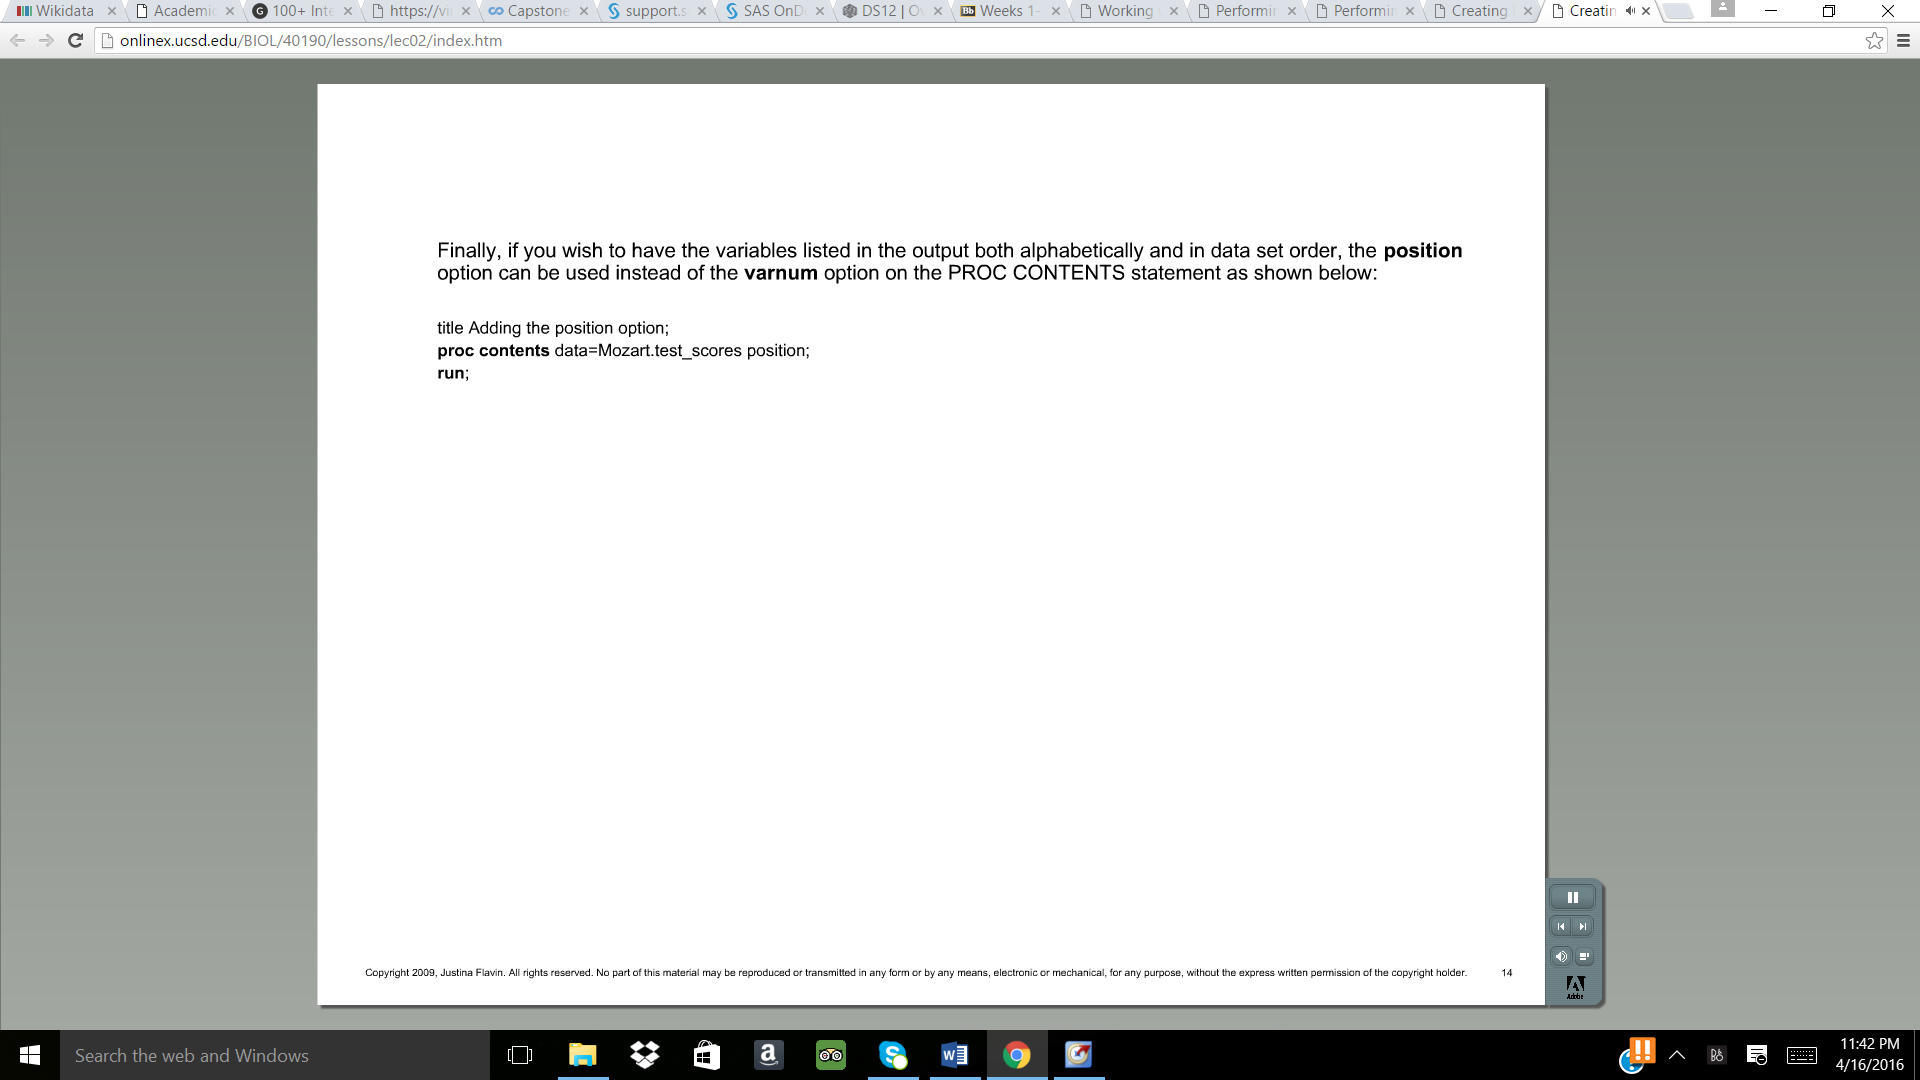 Wikidata
Academic
100+ Inte
https://vi
Capstone
support.s
SAS OnD
DS12 | Ov
Weeks 1-
Working
Performin
Performin
Creating
Creatin
onlinex.ucsd.edu/BIOL/40190/lessons/lec02/index.htm
Finally, if you wish to have the variables listed in the output both alphabetically and in data set order, the position
option can be used instead of the varnum option on the PROC CONTENTS statement as shown below:
title Adding the position option;
proc contents data=Mozart.test_scores position;
run;
Copyright 2009, Justina Flavin. All rights reserved. No part of this material may be reproduced or transmitted in any form or by any means, electronic or mechanical, for any purpose, without the express written permission of the copyright holder. 14
Adobe
Search the web and Windows
11:42 PM
4/16/2016